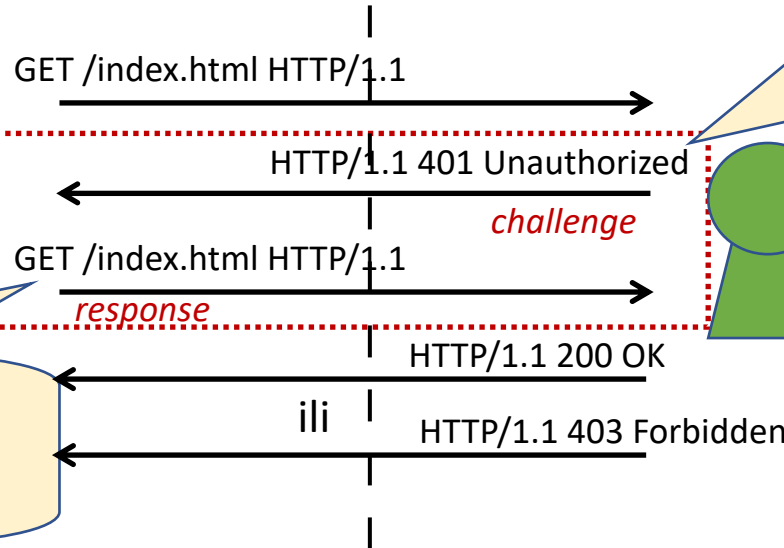 GET /index.html HTTP/1.1
HTTP/1.1 401 Unauthorized
challenge
GET /index.html HTTP/1.1
response
HTTP/1.1 200 OK
ili
HTTP/1.1 403 Forbidden